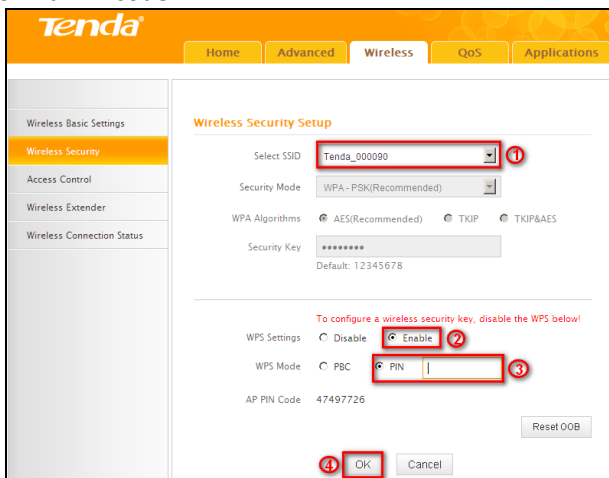 Tenda
Home Advanced Wireless QoS Applications
Wireless Basic Settings
Wireless Security
Access Control
Wireless Extender
Wireless Connection Status
Wireless Security Setup
Select SSID Tenda_000090 1
Security Mode WPA-PSK(Recommended)
WPA Algorithms AES(Recommended) TKIP TKIP&AES
Security Key ********
Default: 12345678
To configure a wireless security key, disable the WPS below!
WPS Settings Disable Enable 2
WPS Mode PBC PIN 3
AP PIN Code 47497726
Reset OOB
4 OK Cancel